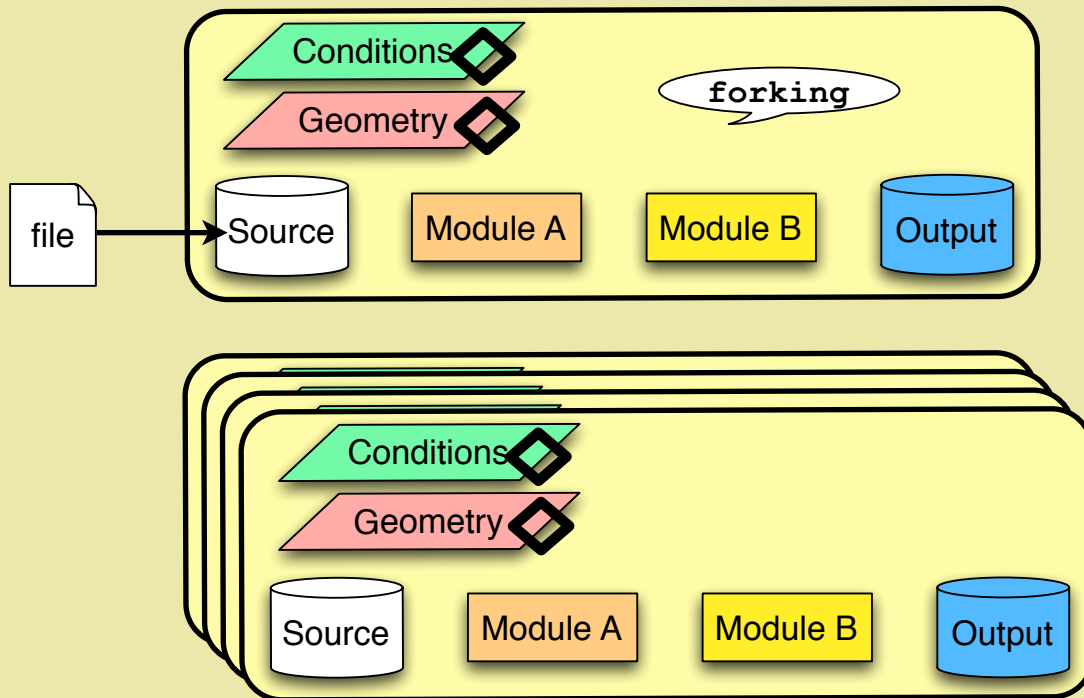 Conditions
forking
Geometry
file
Source
Module A
Module B
Output
Conditions
Geometry
Source
Module A
Module B
Output